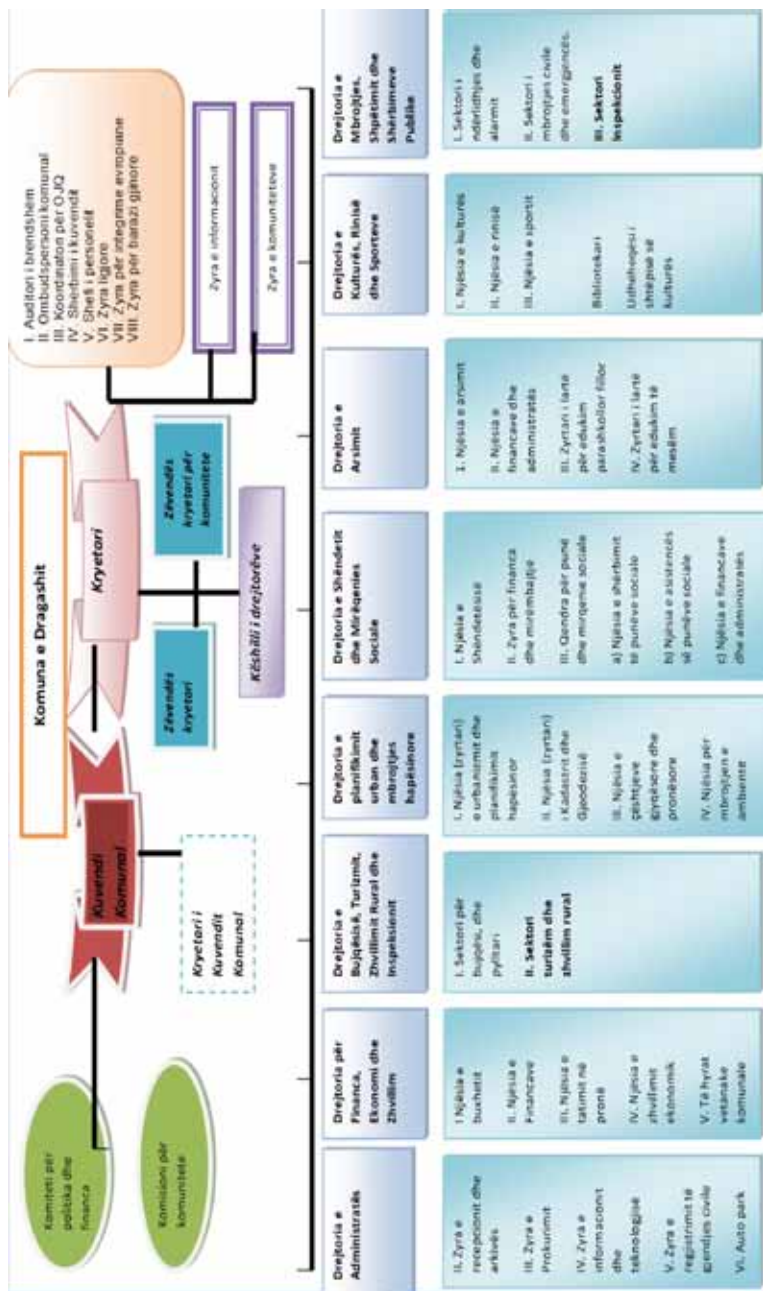 Komuna e Dragashit
Komiteti për
politika dhe
financa
Komisioni për
komunitete
Kuvendi
Komunal
Kryetari i
Kuvendit
Komunal
Kryetari
Zëvendës
kryetari
Zëvendës
kryetari për
komunitete
Këshilli i drejtorëve
I. Auditori i brendshëm
II. Ombudspersoni komunal
III. Koordinatori për OJQ
IV. Shërbimi i kuvendit
V. Shefi i personelit
VI. Zyra ligjore
VII. Zyra për integrime evropiane
VIII. Zyra për barazi gjinore
Zyra e informacionit
Zyra e komuniteteve
Drejtoria e
Administratës
II. Zyra e
recepcionit dhe
arkivës
III. Zyra e
Prokurimit
IV. Zyra e
informacionit
dhe
teknologjisë
V. Zyra e
regjistrimit të
gjendjes civile
VI. Auto park
Drejtoria për
Financa,
Ekonomi dhe
Zhvillim
I Njësia e
buxhetit
II. Njësia e
Financave
III. Njësia e
tatimit në
pronë
IV. Njësia e
zhvillimit
ekonomik
V. Të hyrat
vetanake
komunale
Drejtoria e
Bujqësisë, Turizmit,
Zhvillimit Rural dhe
Inspeksionit
I. Sektori për
bujqësi, dhe
pylltari
II. Sektori
turizëm dhe
zhvillim rural
Drejtoria e
planifikimit
urban dhe
mbrojtjes
hapësinore
I. Njësia (zyrtari)
e urbanizmit dhe
planifikimit
hapësinor
II. Njësia (zyrtari)
i Kadastrit dhe
Gjeodezisë
III. Njësia e
çështjeve
gjyqësore dhe
pronësore
IV. Njësia për
mbrojtjen e
ambientit
Drejtoria e Shëndetit
dhe Mirëqenies
Sociale
I. Njësia e
Shëndetësisë
II. Zyra për financa
dhe mirëmbajtje
III. Qendra për punë
dhe mirqenie sociale
a) Njësia e shërbimit
të punëve sociale
b) Njësia e asistencës
së punëve sociale
c) Njësia e financave
dhe administratës
Drejtoria e
Arsimit
I. Njësia e arsimit
II. Njësia e
financave dhe
administratës
III. Zyrtari i lartë
për edukim
parashkollor fillor
IV. Zyrtari i lartë
për edukim të
mesëm
Drejtoria e
Kulturës, Rinisë
dhe Sporteve
I. Njësia e kulturës
II. Njësia e rinisë
III. Njësia e sportit
Bibliotekari
Udhëheqësi i
shtëpisë së
kulturës
Drejtoria e
Mbrojtjes,
Shpëtimit dhe
Shërbimeve
Publike
I. Sektori i
ndërlidhjes dhe
alarmit
II. Sektori i
mbrojtjes civile
dhe emergjencës.
III. Sektori
Inspekcionit